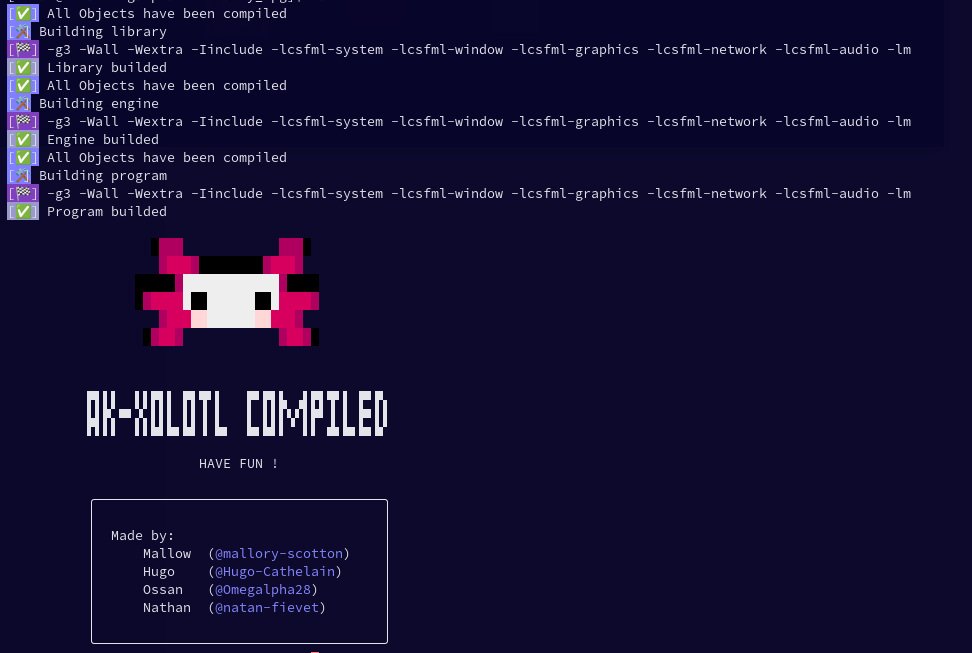 [✅] All Objects have been compiled
[🛠] Building library
[🏁] -g3 -Wall -Wextra -Iinclude -lcsfml-system -lcsfml-window -lcsfml-graphics -lcsfml-network -lcsfml-audio -lm
[✅] Library builded
[✅] All Objects have been compiled
[🛠] Building engine
[🏁] -g3 -Wall -Wextra -Iinclude -lcsfml-system -lcsfml-window -lcsfml-graphics -lcsfml-network -lcsfml-audio -lm
[✅] Engine builded
[✅] All Objects have been compiled
[🛠] Building program
[🏁] -g3 -Wall -Wextra -Iinclude -lcsfml-system -lcsfml-window -lcsfml-graphics -lcsfml-network -lcsfml-audio -lm
[✅] Program builded
AK-XOLOTL COMPILED
HAVE FUN !
Made by:
Mallow (@mallory-scotton)
Hugo (@Hugo-Cathelain)
Ossan (@Omegalpha28)
Nathan (@natan-fievet)